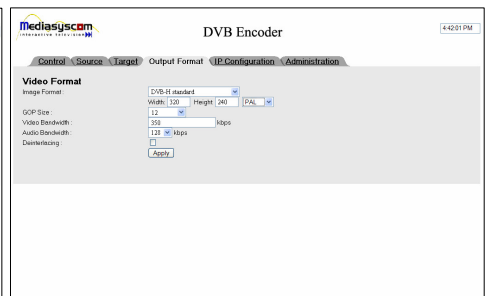 Mediasyscom
interactive television
DVB Encoder
4:42:01 PM
Control Source Target Output Format IP Configuration Administration
Video Format
Image Format : DVB-H standard
Width: 320 Height 240 PAL
GOP Size : 12
Video Bandwidth : 350 kbps
Audio Bandwidth : 128 kbps
Deinterlacing :
Apply